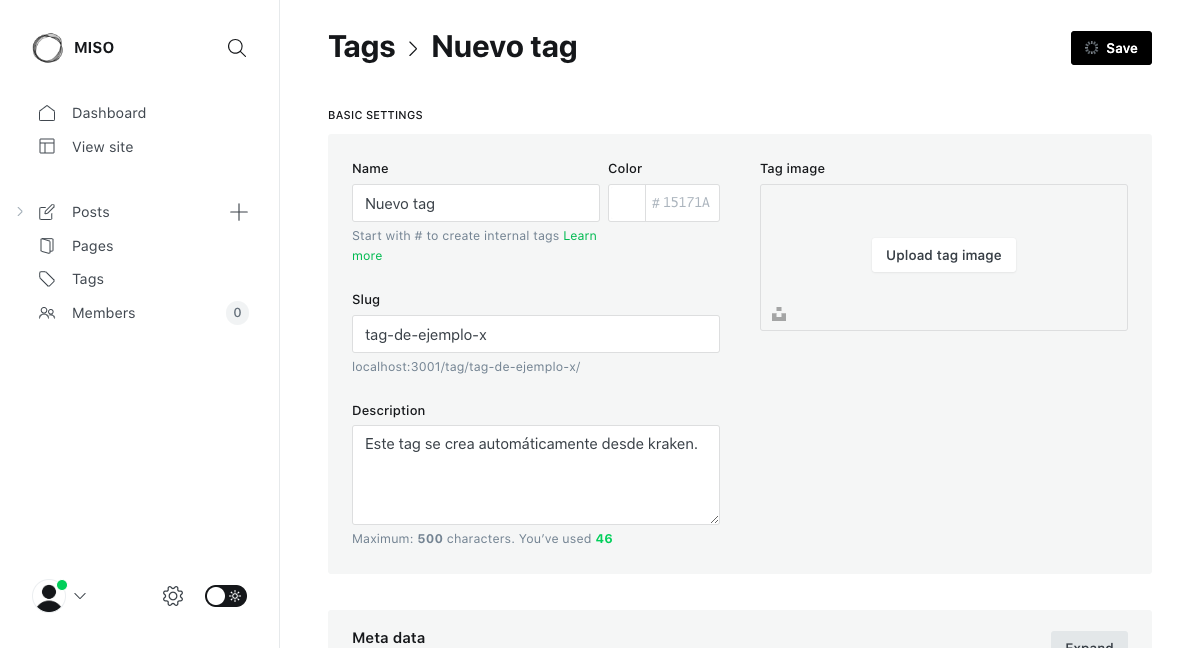 MISO
Dashboard
View site
Posts
Pages
Tags
Members
0
Tags > Nuevo tag
Save
BASIC SETTINGS
Name
Nuevo tag
Start with # to create internal tags Learn
more
Color
# 15171A
Slug
tag-de-ejemplo-x
localhost:3001/tag/tag-de-ejemplo-x/
Description
Este tag se crea automáticamente desde kraken.
Maximum: 500 characters. You’ve used 46
Tag image
Upload tag image
Meta data
Expand